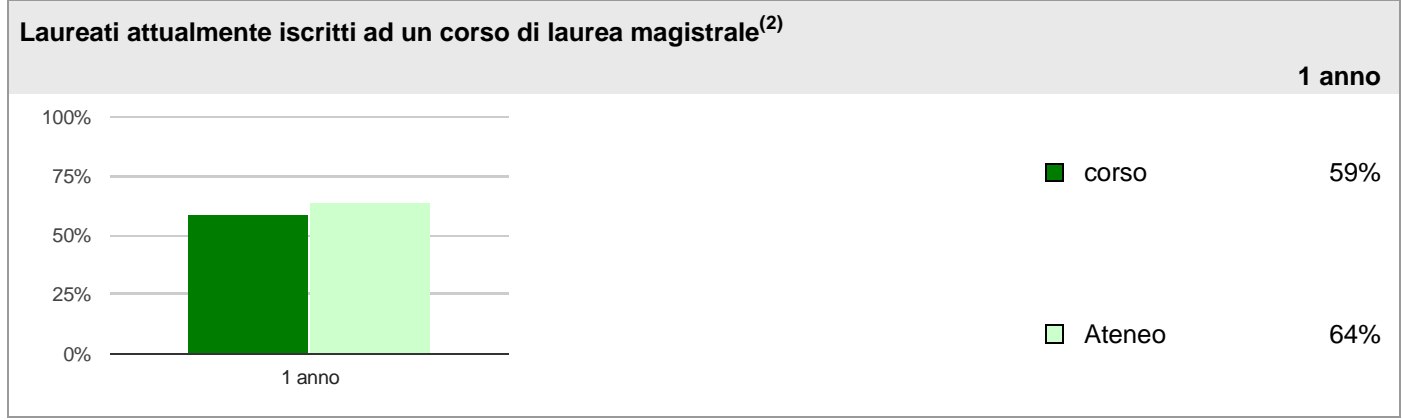 Laureati attualmente iscritti ad un corso di laurea magistrale(2)
1 anno
100%
75%
50%
25%
0%
1 anno
corso 59%
Ateneo 64%